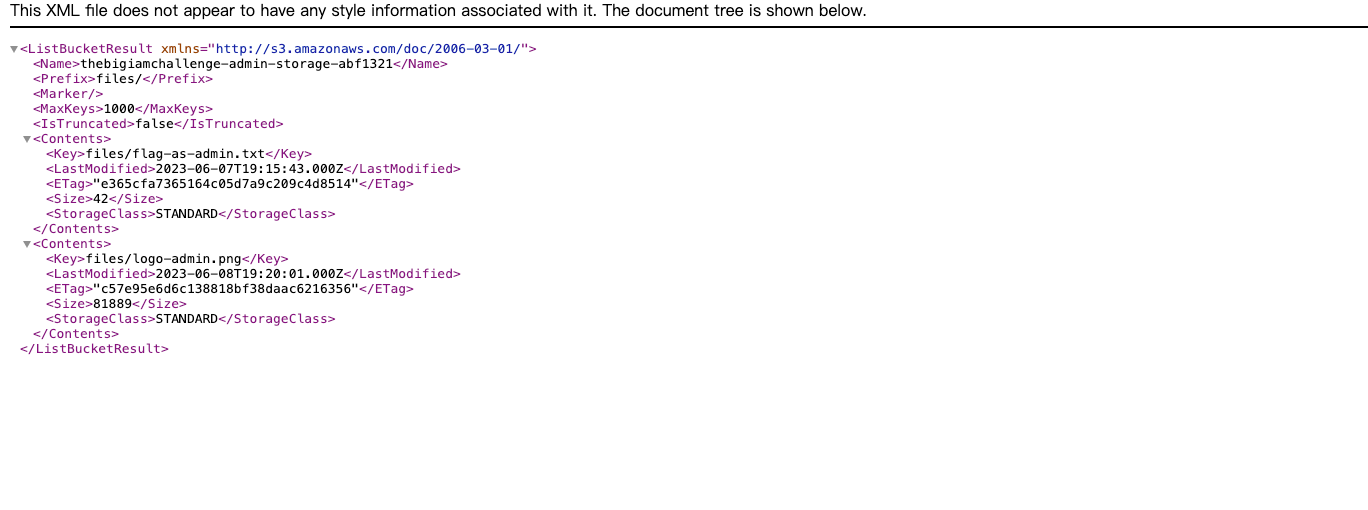 This XML file does not appear to have any style information associated with it. The document tree is shown below.
<ListBucketResult xmlns="http://s3.amazonaws.com/doc/2006-03-01/">
<Name>thebigiamchallenge-admin-storage-abf1321</Name>
<Prefix>files/</Prefix>
<Marker/>
<MaxKeys>1000</MaxKeys>
<IsTruncated>false</IsTruncated>
<Contents>
<Key>files/flag-as-admin.txt</Key>
<LastModified>2023-06-07T19:15:43.000Z</LastModified>
<ETag>"e365cfa7365164c05d7a9c209c4d8514"</ETag>
<Size>42</Size>
<StorageClass>STANDARD</StorageClass>
</Contents>
<Contents>
<Key>files/logo-admin.png</Key>
<LastModified>2023-06-08T19:20:01.000Z</LastModified>
<ETag>"c57e95e6d6c138818bf38daac6216356"</ETag>
<Size>81889</Size>
<StorageClass>STANDARD</StorageClass>
</Contents>
</ListBucketResult>